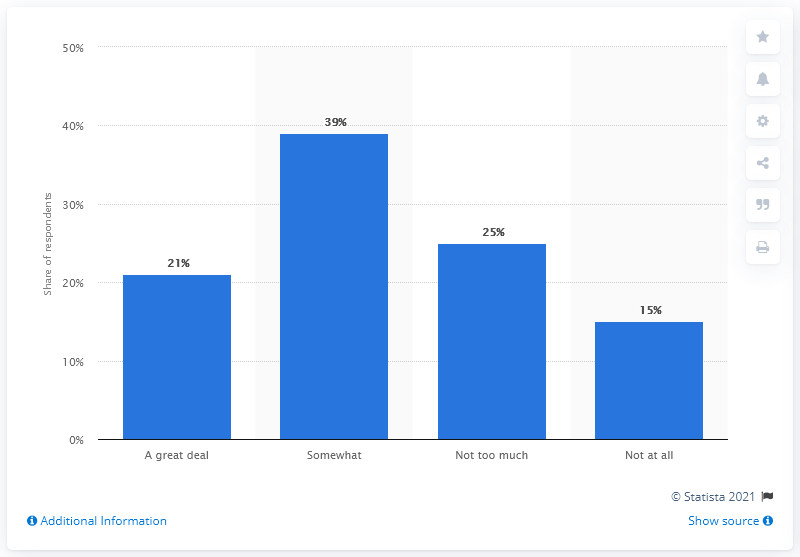 50%
40%
30%
20%
10%
0%
Share of respondents
21%
39%
25%
15%
A great deal
Somewhat
Not too much
Not at all
© Statista 2021
Additional Information
Show source